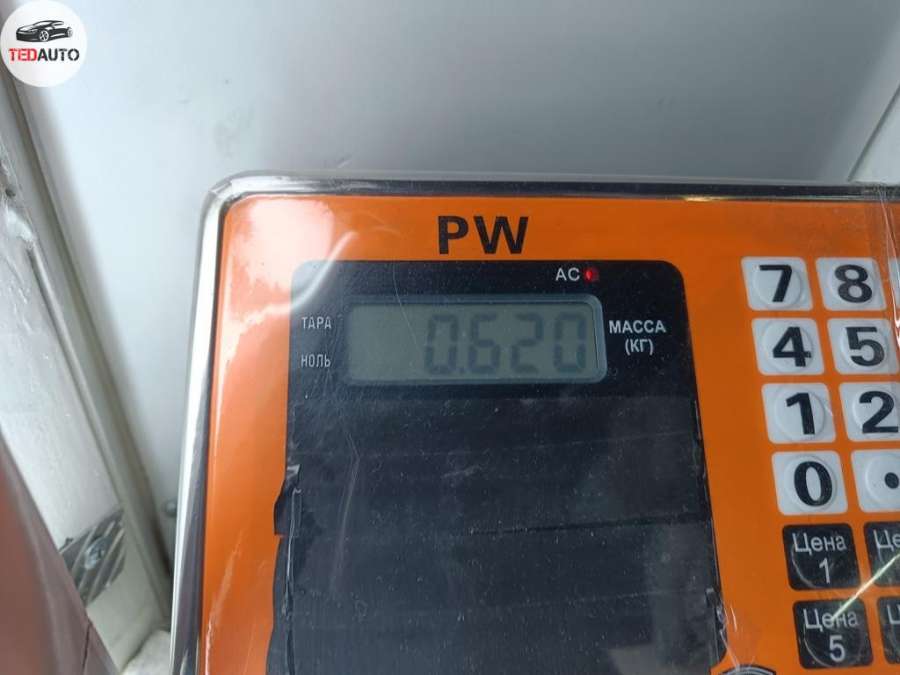 TEDAUTO
PW
AC
ТАРА
НОЛЬ
0.620
МАССА
(КГ)
7 8
4 5
1 2
0 .
Цена
1
Цена
5